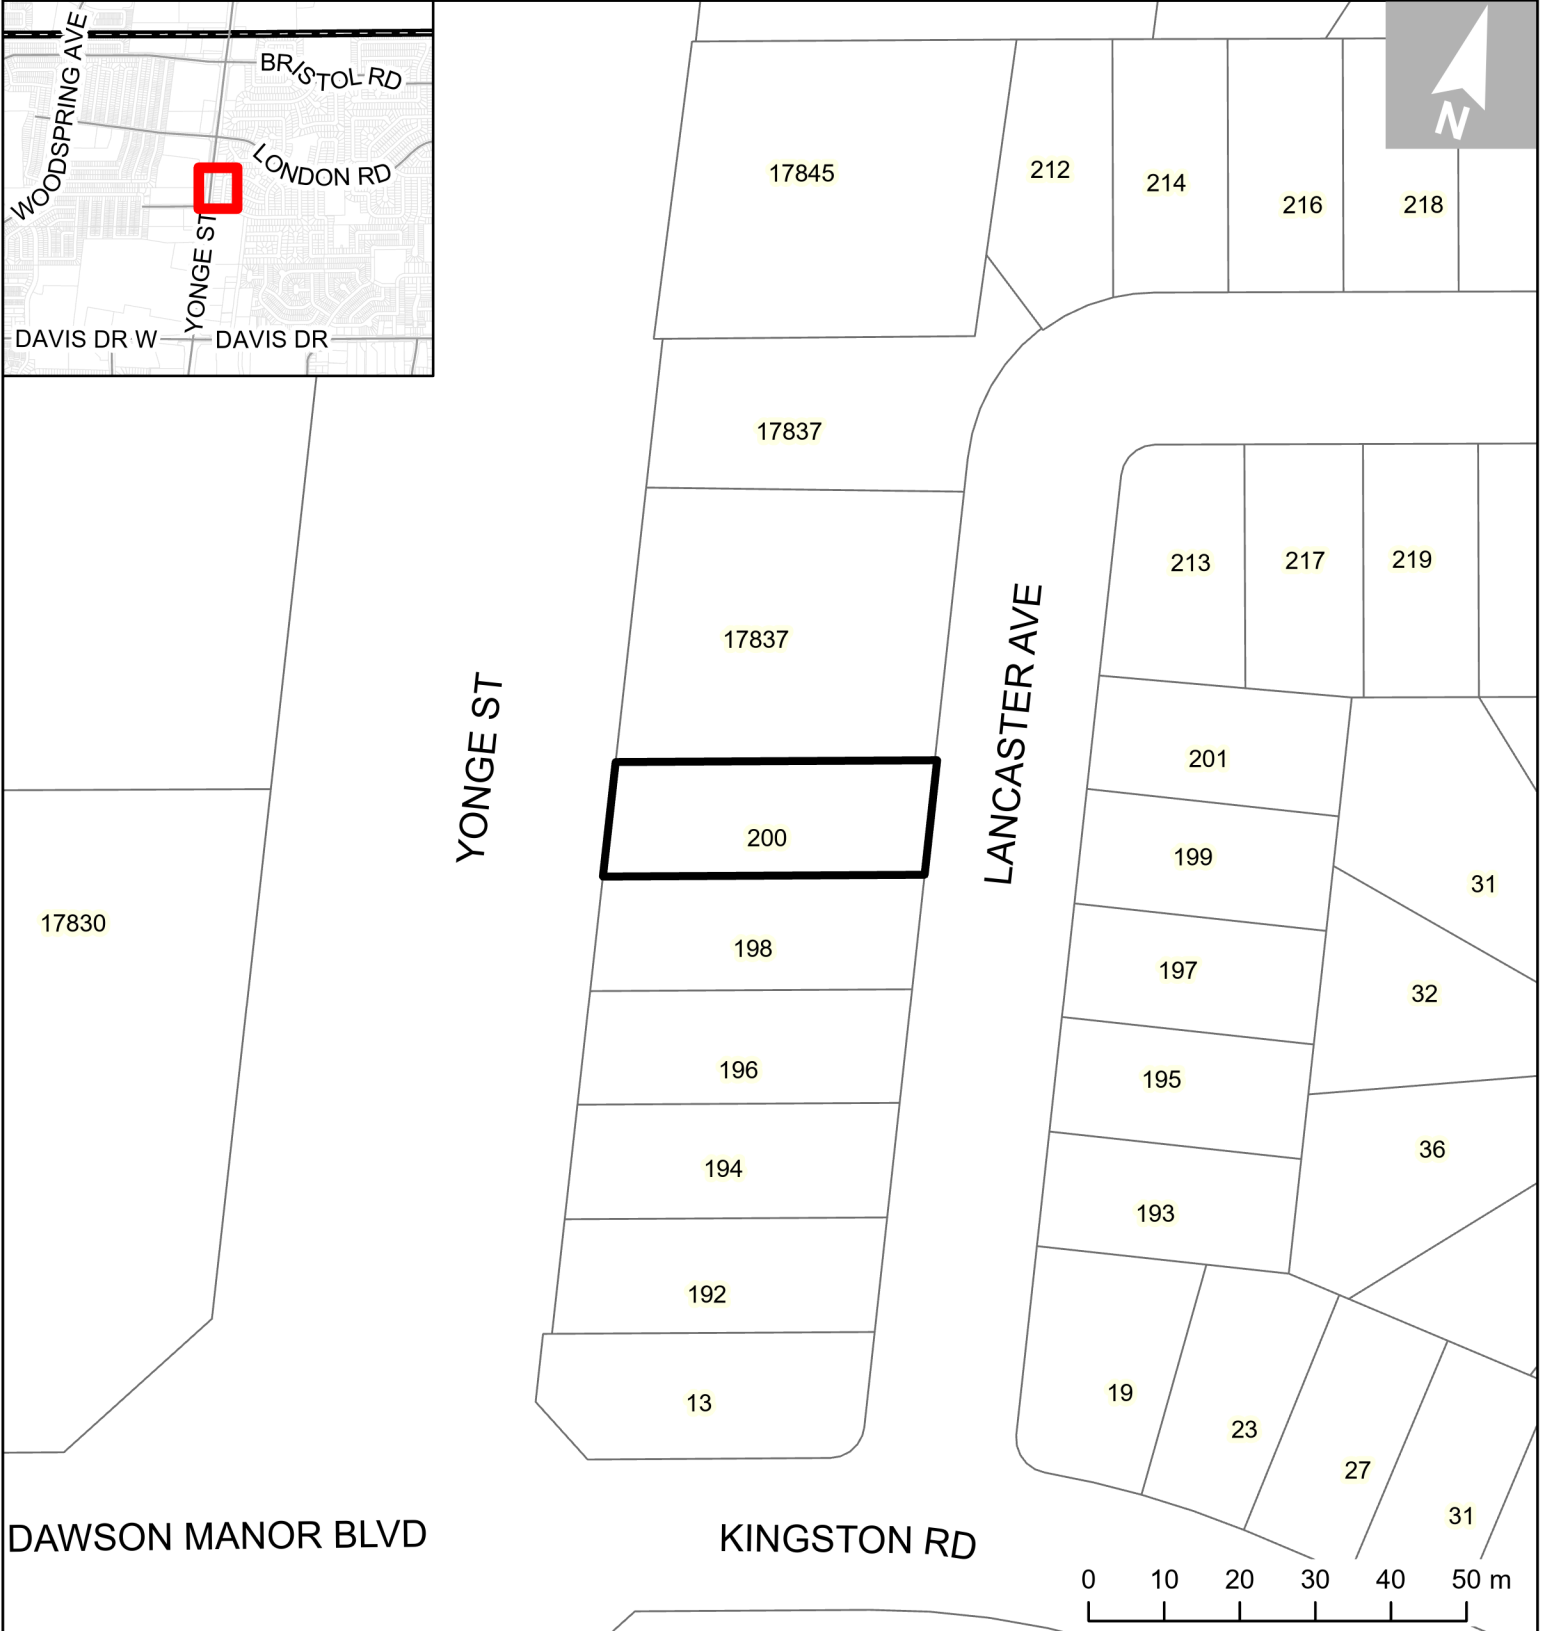 WOODSPRING AVE
BRISTOL RD
LONDON RD
YONGE ST
DAVIS DR W
DAVIS DR
N
17845
212
214
216
218
17837
213
217
219
17837
YONGE ST
LANCASTER AVE
201
200
199
31
17830
198
197
32
196
195
36
194
193
192
13
19
23
27
31
DAWSON MANOR BLVD
KINGSTON RD
0 10 20 30 40 50 m